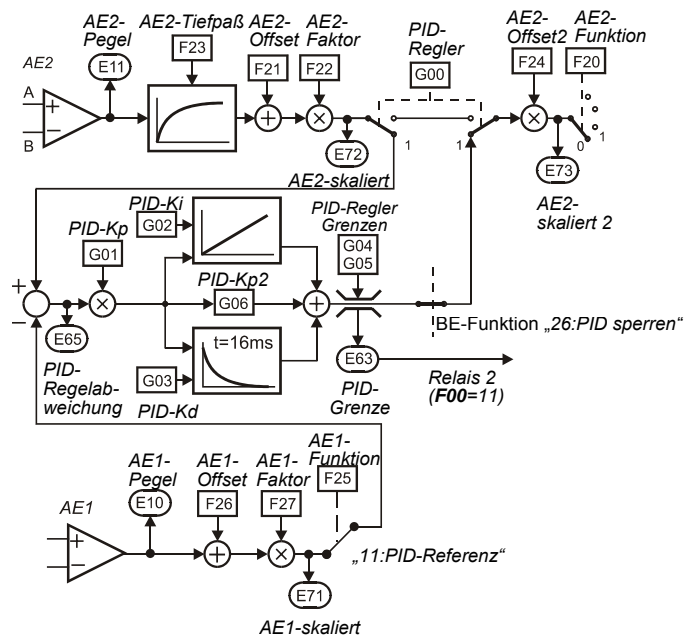 AE2-
Pegel
AE2-Tiefpaß
AE2-
Offset
AE2-
Faktor
PID-
Regler
AE2-
Offset2
AE2-
Funktion
AE2
E11
F23
F21
F22
G00
F24
F20
A
B
+
−
+
×
×
1
1
0
1
E72
E73
AE2-skaliert
AE2-
skaliert 2
PID-Ki
G02
PID-Kp
G01
PID-Regler
Grenzen
G04
G05
PID-Kp2
G06
+
−
×
+
E65
PID-
Regelab-
weichung
t=16ms
G03
PID-Kd
BE-Funktion „26:PID sperren“
E63
PID-
Grenze
Relais 2
(F00=11)
AE1-
Pegel
AE1-
Offset
AE1-
Faktor
AE1-
Funktion
AE1
E10
F26
F27
F25
+
−
+
×
„11:PID-Referenz“
E71
AE1-skaliert